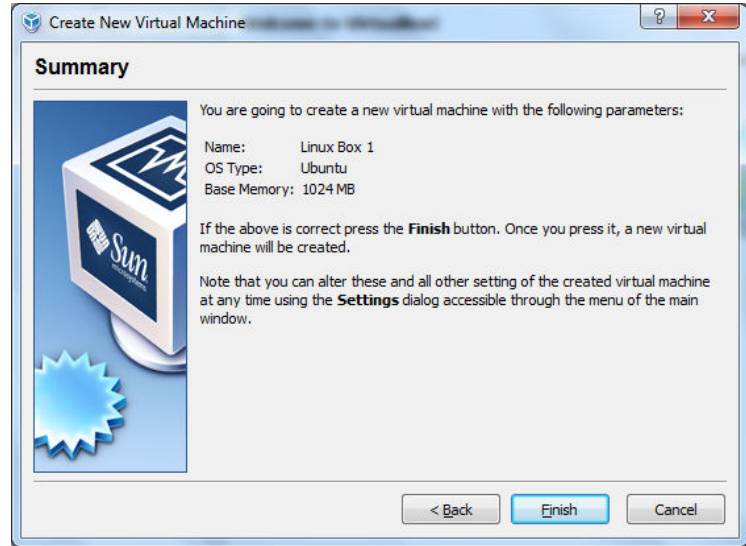 Create New Virtual Machine
Summary
You are going to create a new virtual machine with the following parameters:
Name: Linux Box 1
OS Type: Ubuntu
Base Memory: 1024 MB
If the above is correct press the Finish button. Once you press it, a new virtual
machine will be created.
Note that you can alter these and all other setting of the created virtual machine
at any time using the Settings dialog accessible through the menu of the main
window.
Sun
microsystems
< Back
Finish
Cancel